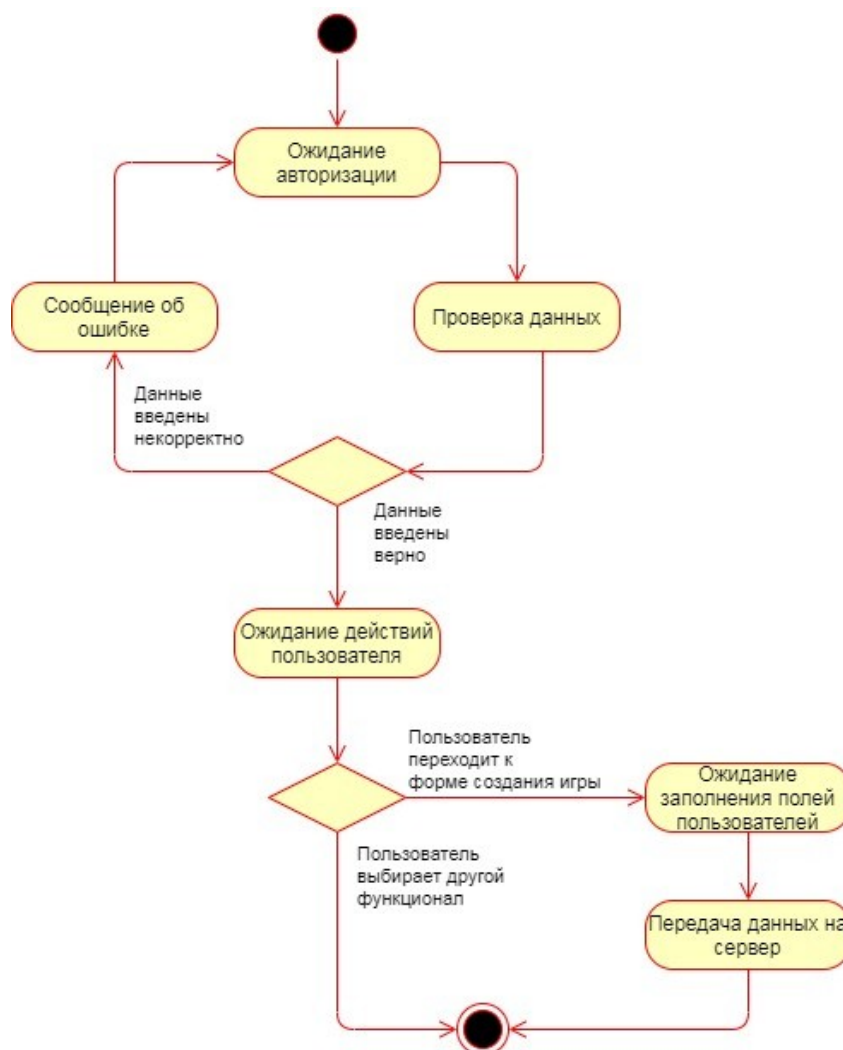 Ожидание
авторизации
Сообщение об
ошибке
Проверка данных
Данные
введены
некорректно
Данные
введены
верно
Ожидание действий
пользователя
Пользователь
переходит к
форме создания игры
Ожидание
заполнения полей
пользователей
Пользователь
выбирает другой
функционал
Передача данных на
сервер